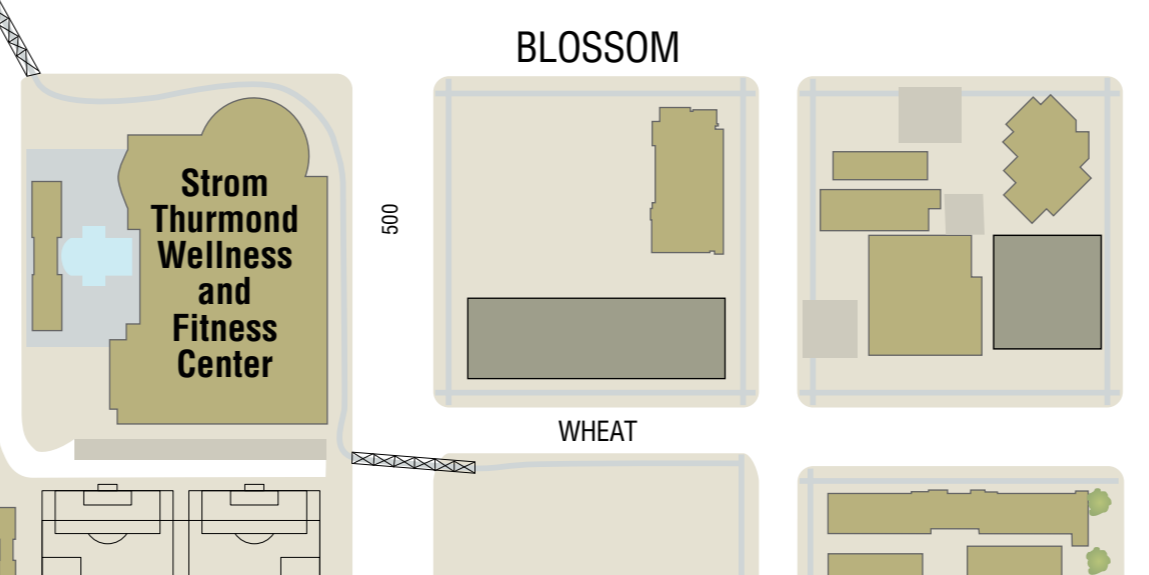 BLOSSOM
Strom
Thurmond
Wellness
and
Fitness
Center
500
WHEAT